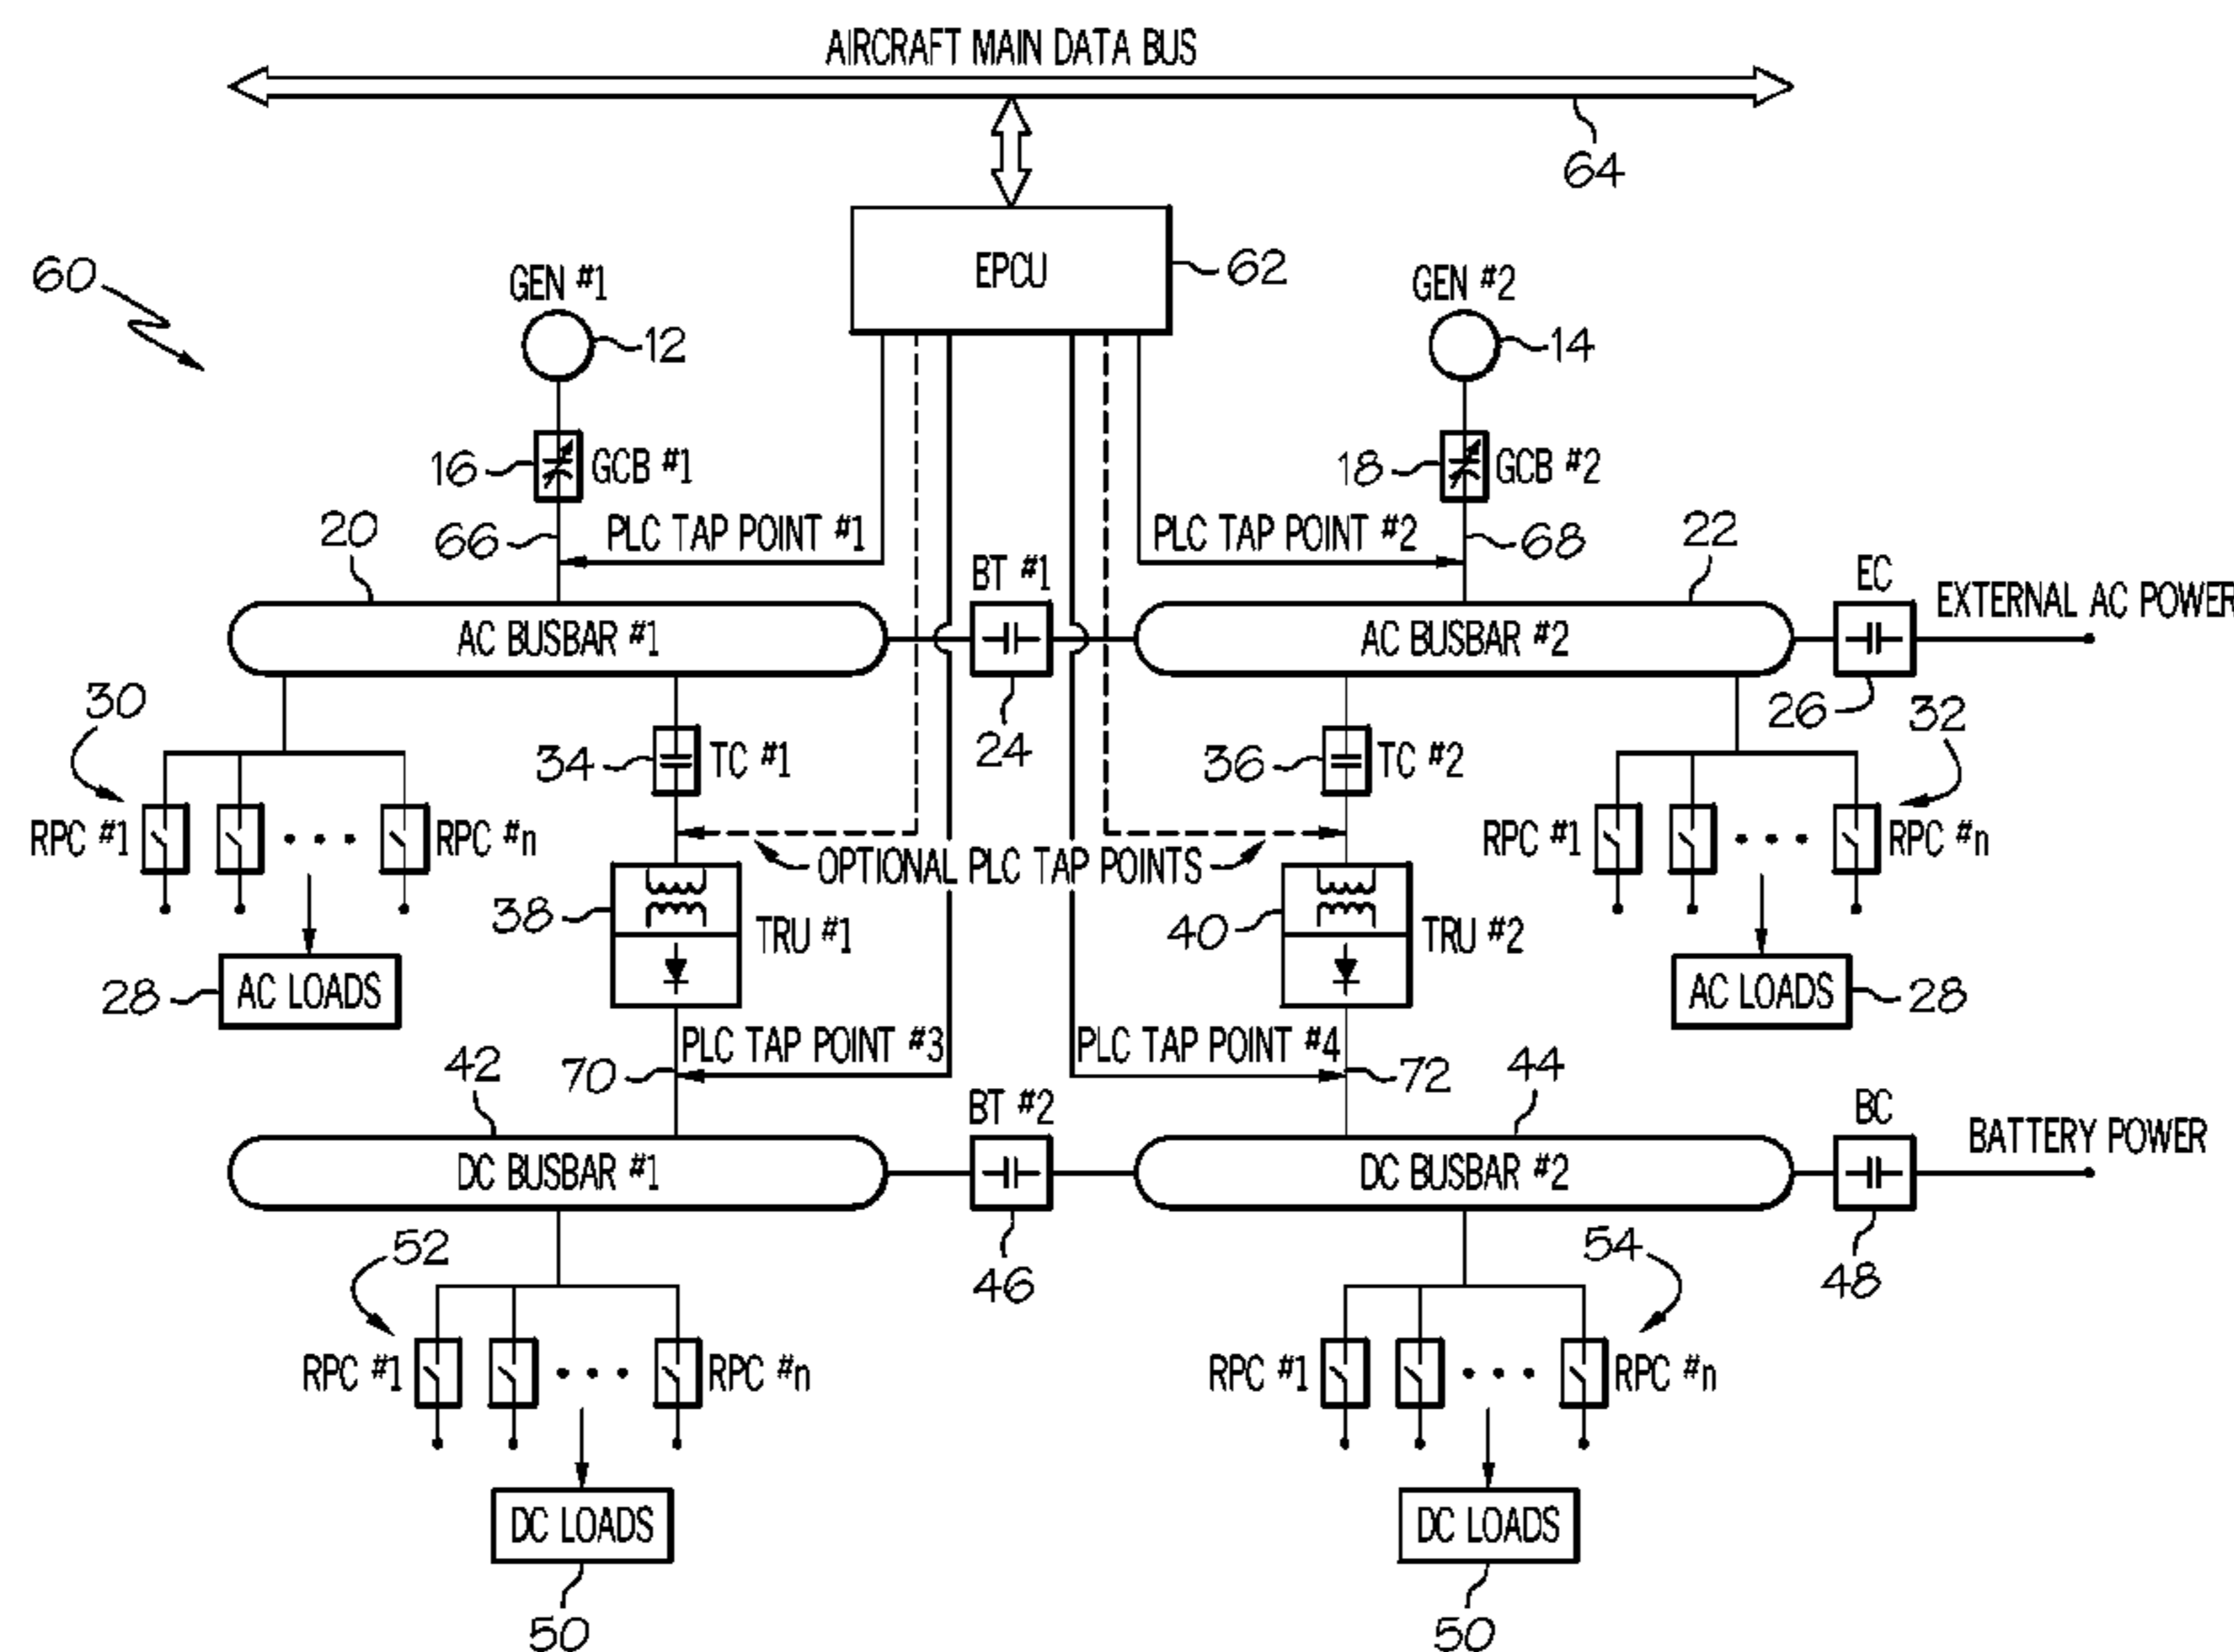 AIRCRAFT MAIN DATA BUS
64
60
EPCU
62
GEN #1
12
GEN #2
14
16
GCB #1
18
GCB #2
20
66
PLC TAP POINT #1
PLC TAP POINT #2
68
22
BT #1
EC
EXTERNAL AC POWER
AC BUSBAR #1
AC BUSBAR #2
30
34
TC #1
24
36
TC #2
26
32
RPC #1
RPC #n
OPTIONAL PLC TAP POINTS
RPC #1
RPC #n
38
TRU #1
40
TRU #2
28
AC LOADS
AC LOADS
28
70
PLC TAP POINT #3
PLC TAP POINT #4
72
42
BT #2
44
BC
BATTERY POWER
DC BUSBAR #1
DC BUSBAR #2
52
46
54
48
RPC #1
RPC #n
RPC #1
RPC #n
DC LOADS
DC LOADS
50
50